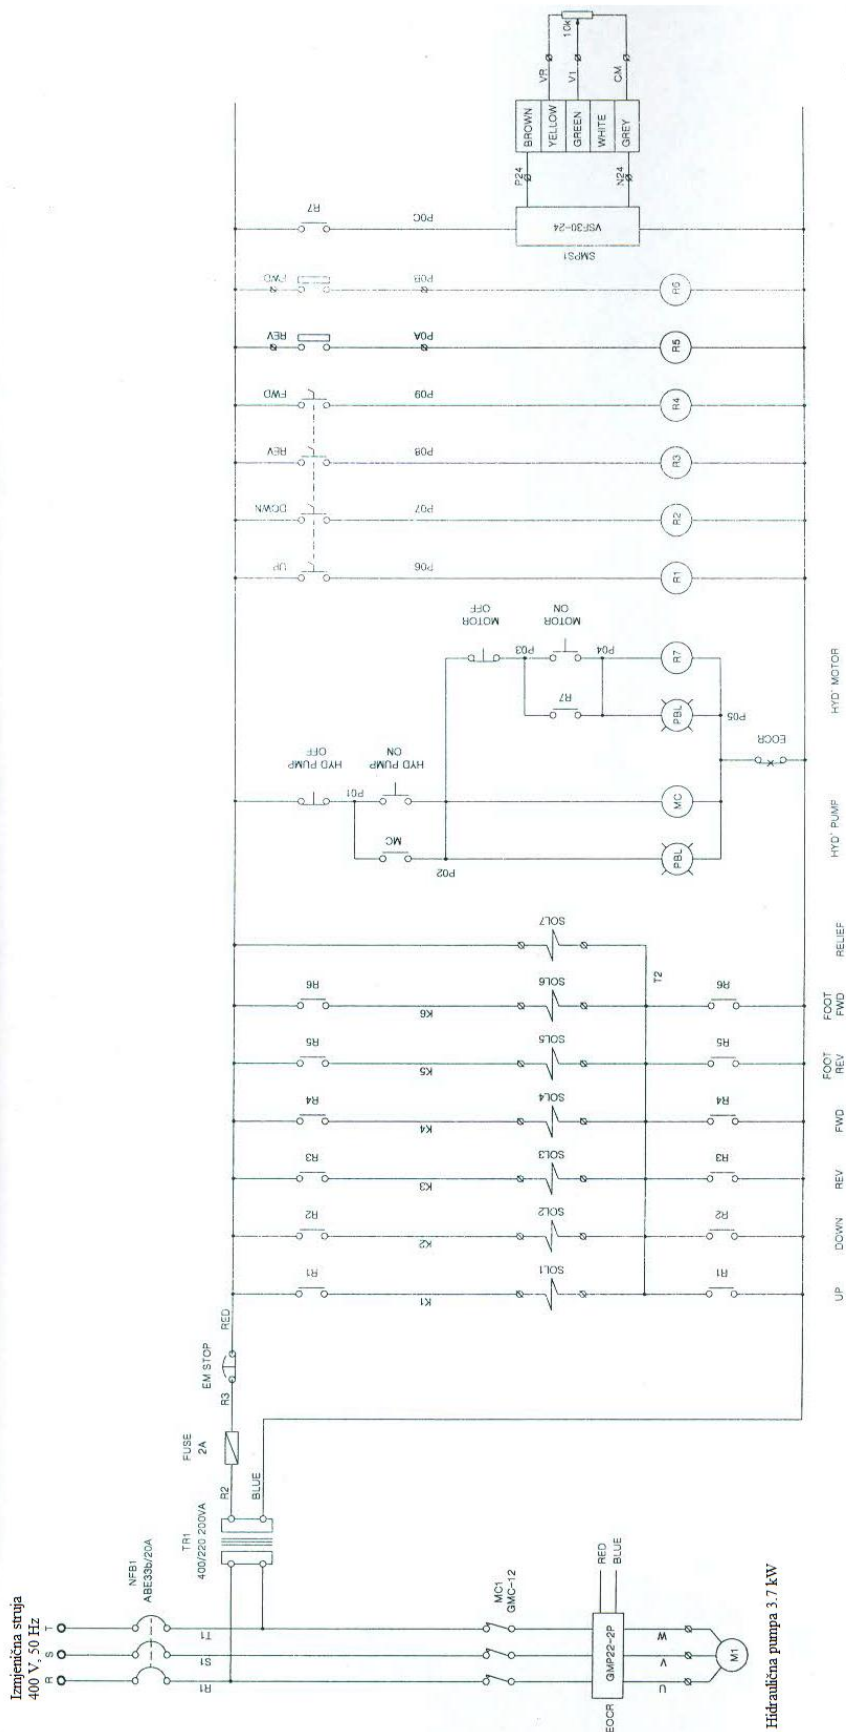 Izmjenična struja
400 V, 50 Hz
R
S
T
NFB1
ABE33b/20A
R1
S1
T1
TR1
400/220 200VA
R2
BLUE
FUSE
2A
R3
EM STOP
RED
MC1
GMC-12
EOCR
GMP22-2P
RED
BLUE
U
V
W
M1
Hidraulična pumpa 3.7 kW
R1
K1
SOL1
R1
UP
R2
K2
SOL2
R2
DOWN
R3
K3
SOL3
R3
REV
R4
K4
SOL4
R4
FWD
R5
K5
SOL5
R5
FOOT
REV
R6
K6
SOL6
R6
FOOT
FWD
SOL7
T2
RELIEF
HYD PUMP
OFF
P01
HYD PUMP
ON
MC
P02
PBL
MC
HYD' PUMP
MOTOR
OFF
P03
MOTOR
ON
R7
P04
PBL
R7
P05
EOCR
HYD' MOTOR
UP
P06
R1
DOWN
P07
R2
REV
P08
R3
FWD
P09
R4
REV
P0A
R5
FWD
P0B
R6
R7
P0C
SMPS1
VSF30-24
P24
N24
BROWN
YELLOW
GREEN
WHITE
GREY
VR
V1
CM
10k